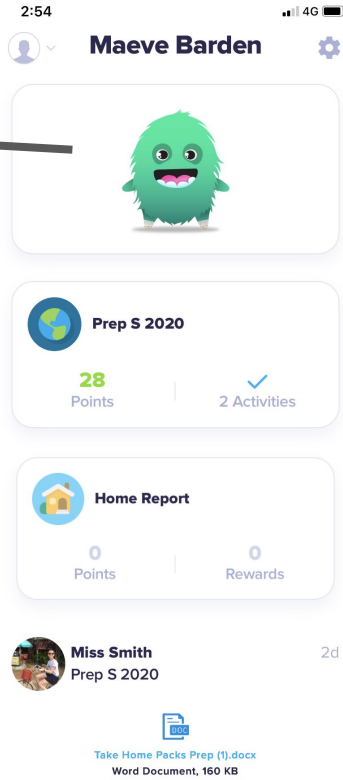 2:54 4G
Maeve Barden
Prep S 2020
28
Points 2 Activities
Home Report
0 0
Points Rewards
Miss Smith 2d
Prep S 2020
DOC
Take Home Packs Prep (1).docx
Word Document, 160 KB